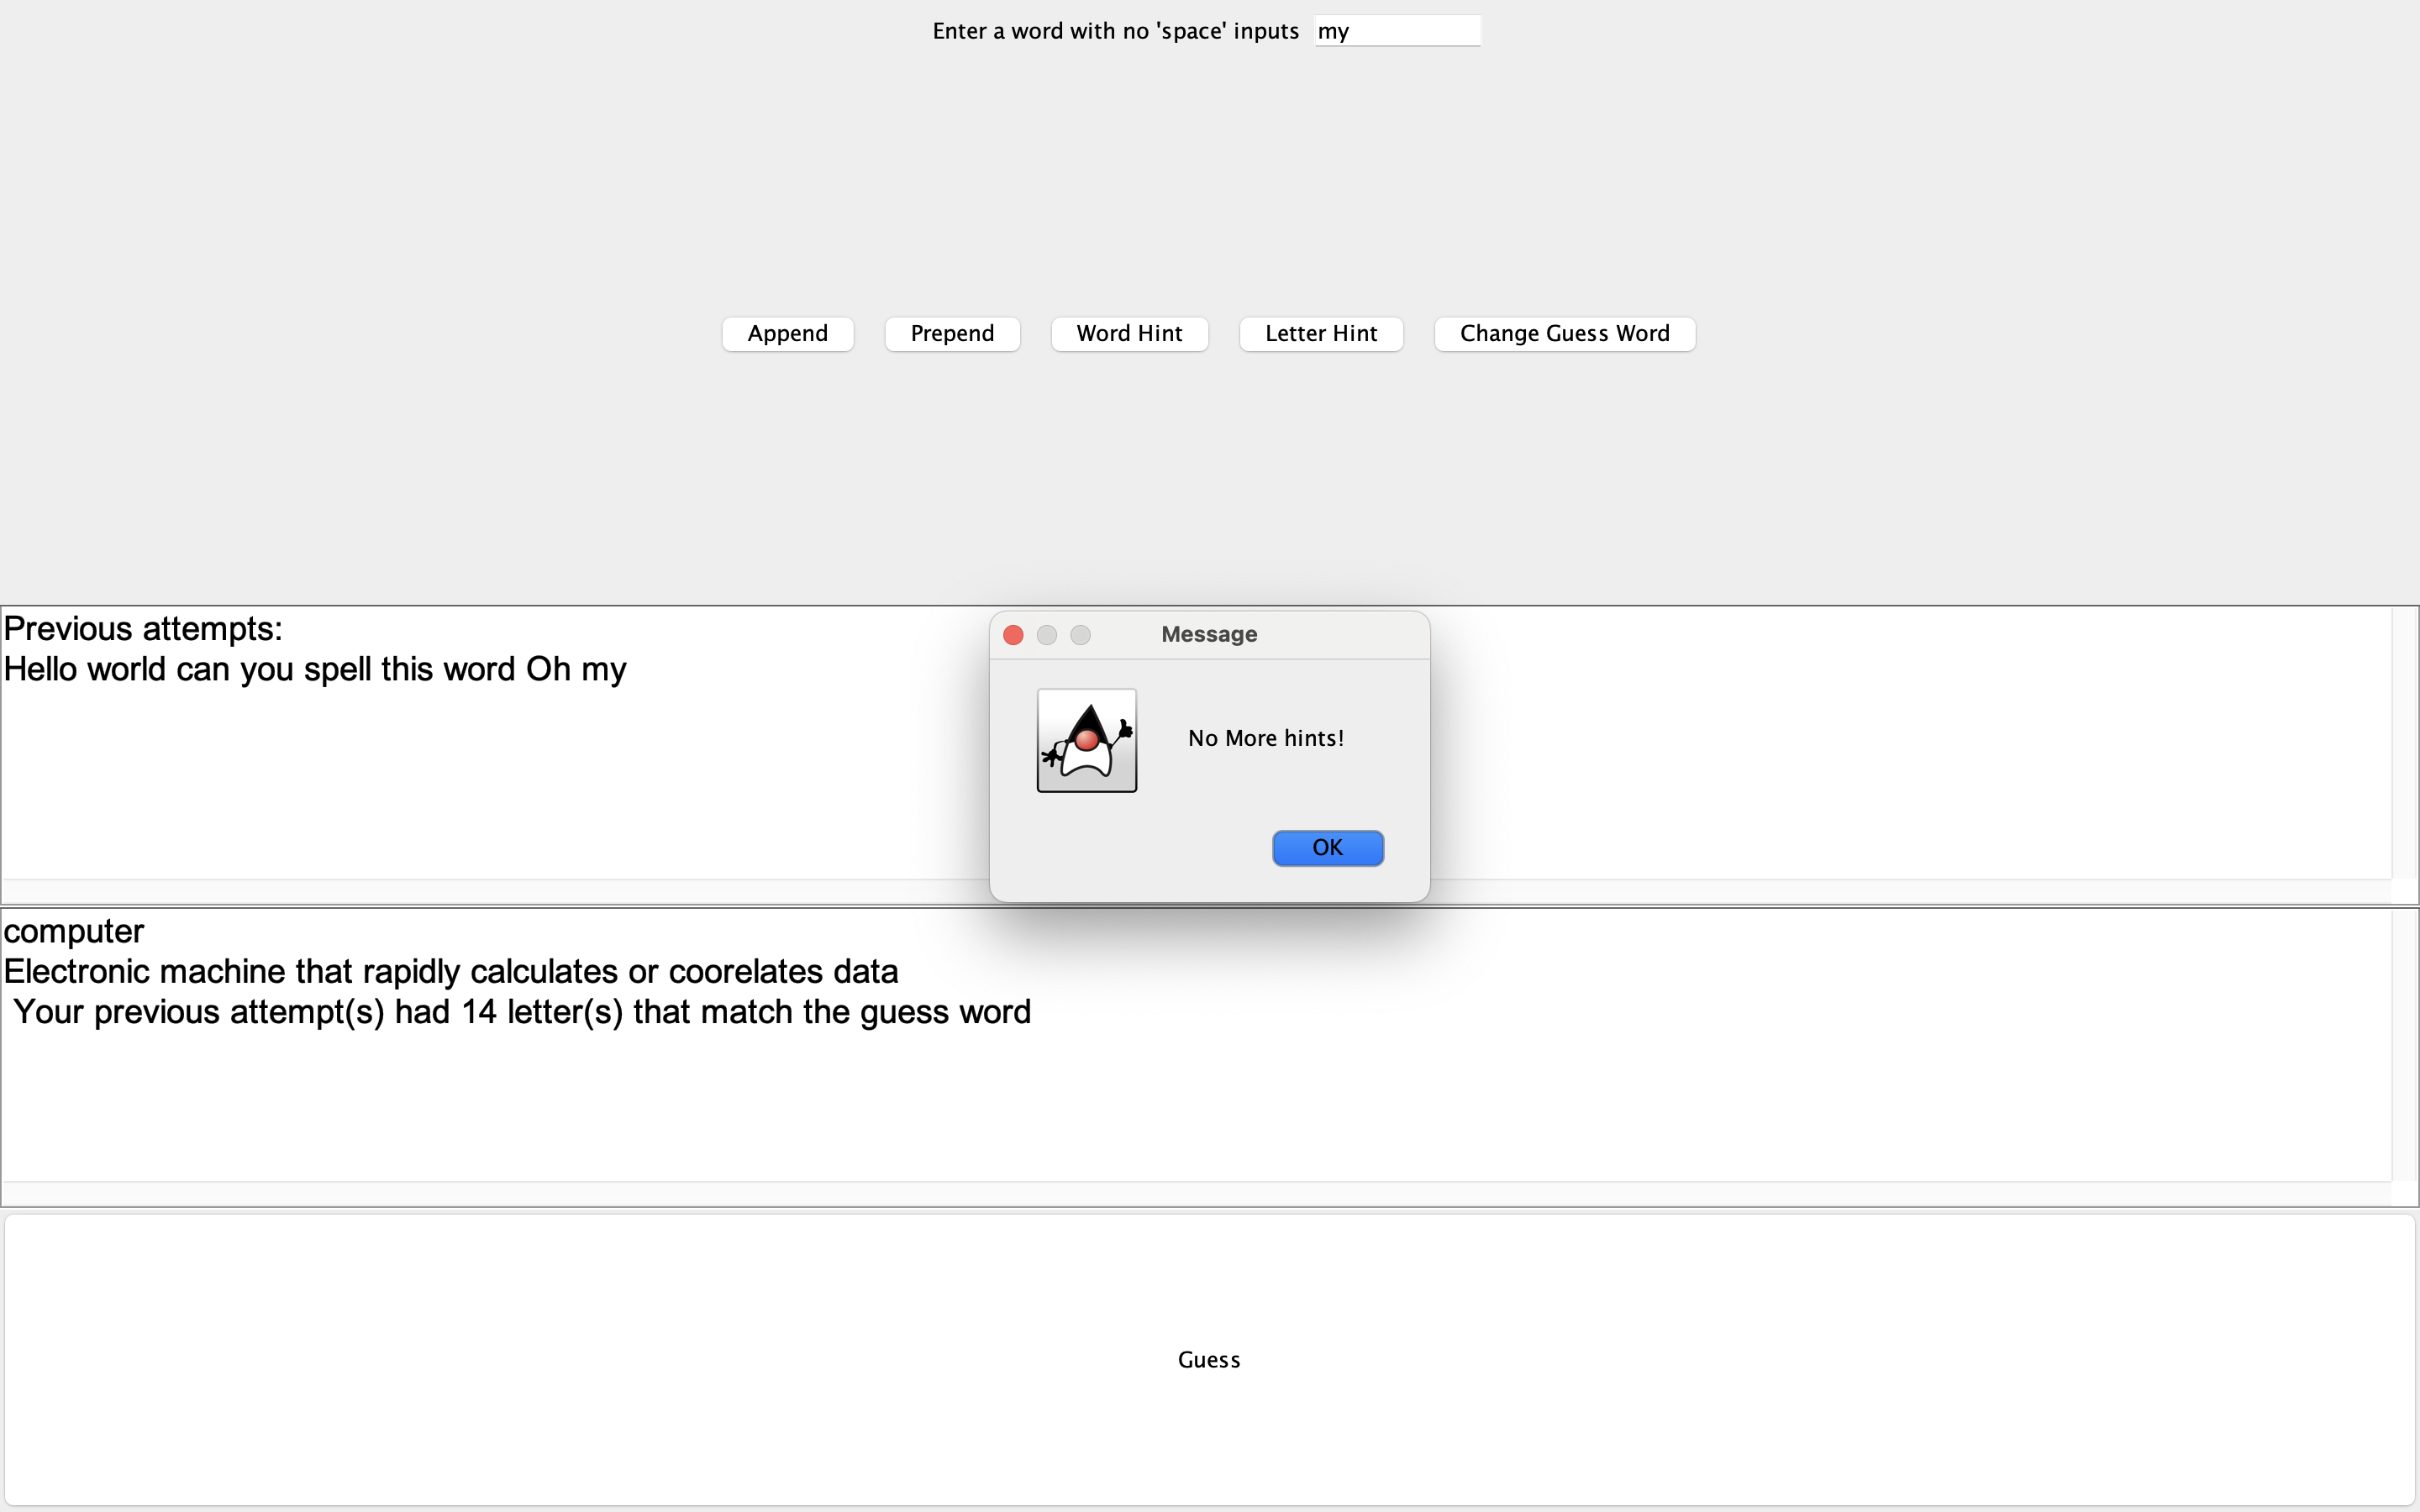 Enter a word with no 'space' inputs my
Append Prepend Word Hint Letter Hint Change Guess Word
Previous attempts:
Hello world can you spell this word Oh my
Message
No More hints!
OK
computer
Electronic machine that rapidly calculates or coorelates data
Your previous attempt(s) had 14 letter(s) that match the guess word
Guess